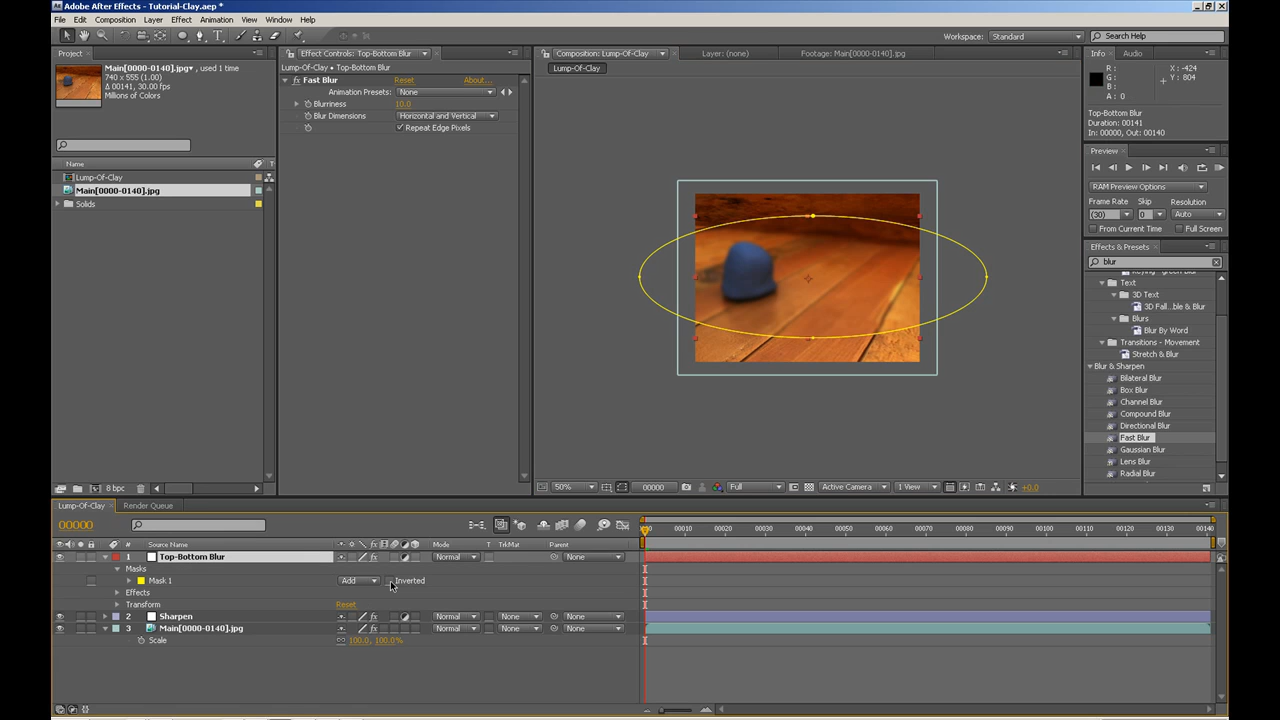 Adobe After Effects - Tutorial-Clay.aep *
File Edit Composition Layer Effect Animation View Window Help
Workspace: Standard Search Help
Project
Main[0000-0140].jpg▾, used 1 time
740 x 555 (1.00)
Δ 00141, 30.00 fps
Millions of Colors
Name T
Lump-Of-Clay
Main[0000-0140].jpg
Solids
8 bpc
Effect Controls: Top-Bottom Blur
Lump-Of-Clay • Top-Bottom Blur
fx Fast Blur Reset About...
Animation Presets: None
Blurriness 10.0
Blur Dimensions Horizontal and Vertical
Repeat Edge Pixels
Composition: Lump-Of-Clay Layer: (none) Footage: Main[0000-0140].jpg
Lump-Of-Clay
50% 00000 Full Active Camera 1 View +0.0
Info Audio
R : X : -424
G : Y : 804
B :
A : 0
Top-Bottom Blur
Duration: 00141
In: 00000, Out: 00140
Preview
RAM Preview Options
Frame Rate Skip Resolution
(30) 0 Auto
From Current Time Full Screen
Effects & Presets
blur
Text
3D Text
3D Fall...ble & Blur
Blurs
Blur By Word
Transitions - Movement
Stretch & Blur
Blur & Sharpen
Bilateral Blur
Box Blur
Channel Blur
Compound Blur
Directional Blur
Fast Blur
Gaussian Blur
Lens Blur
Radial Blur
Lump-Of-Clay Render Queue
00000
00010 00020 00030 00040 00050 00060 00070 00080 00090 00100 00110 00120 00130 00140
# Source Name Mode T TrkMat Parent
1 Top-Bottom Blur Normal None
Masks
Mask 1 Add Inverted
Effects
Transform Reset
2 Sharpen Normal None None
3 Main[0000-0140].jpg Normal None None
Scale 100.0, 100.0%